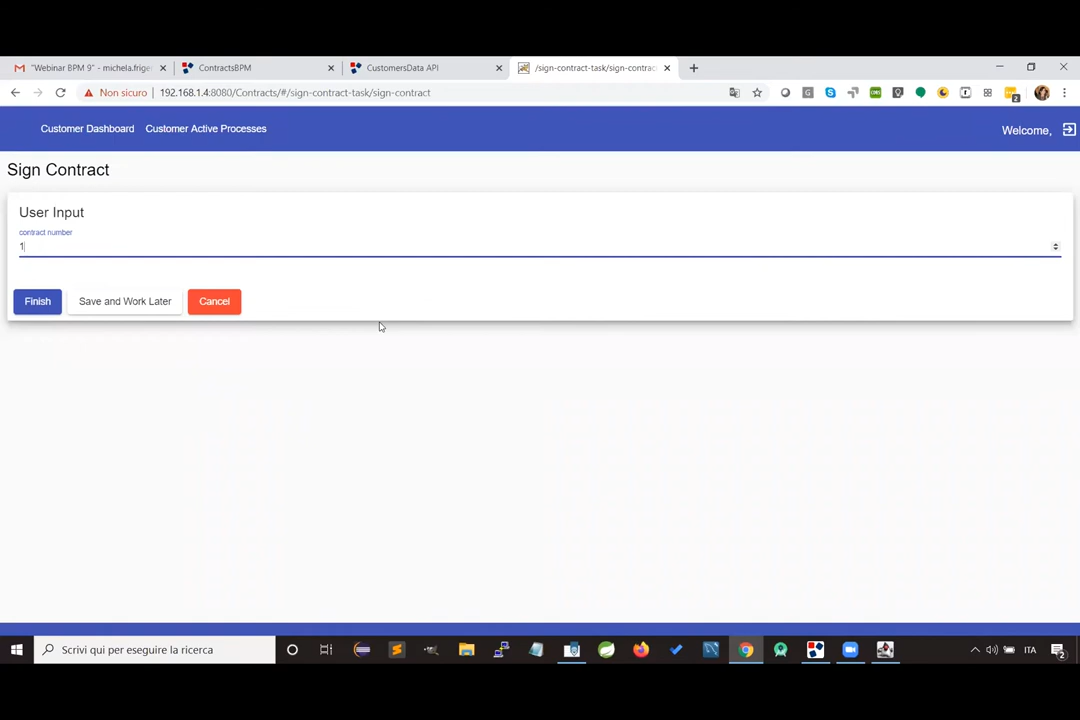 "Webinar BPM 9" - michela.frige
ContractsBPM
CustomersData API
/sign-contract-task/sign-contrac
Non sicuro
192.168.1.4:8080/Contracts/#/sign-contract-task/sign-contract
2
Customer Dashboard
Customer Active Processes
Welcome,
Sign Contract
User Input
contract number
1
Finish
Save and Work Later
Cancel
Scrivi qui per eseguire la ricerca
ITA
2